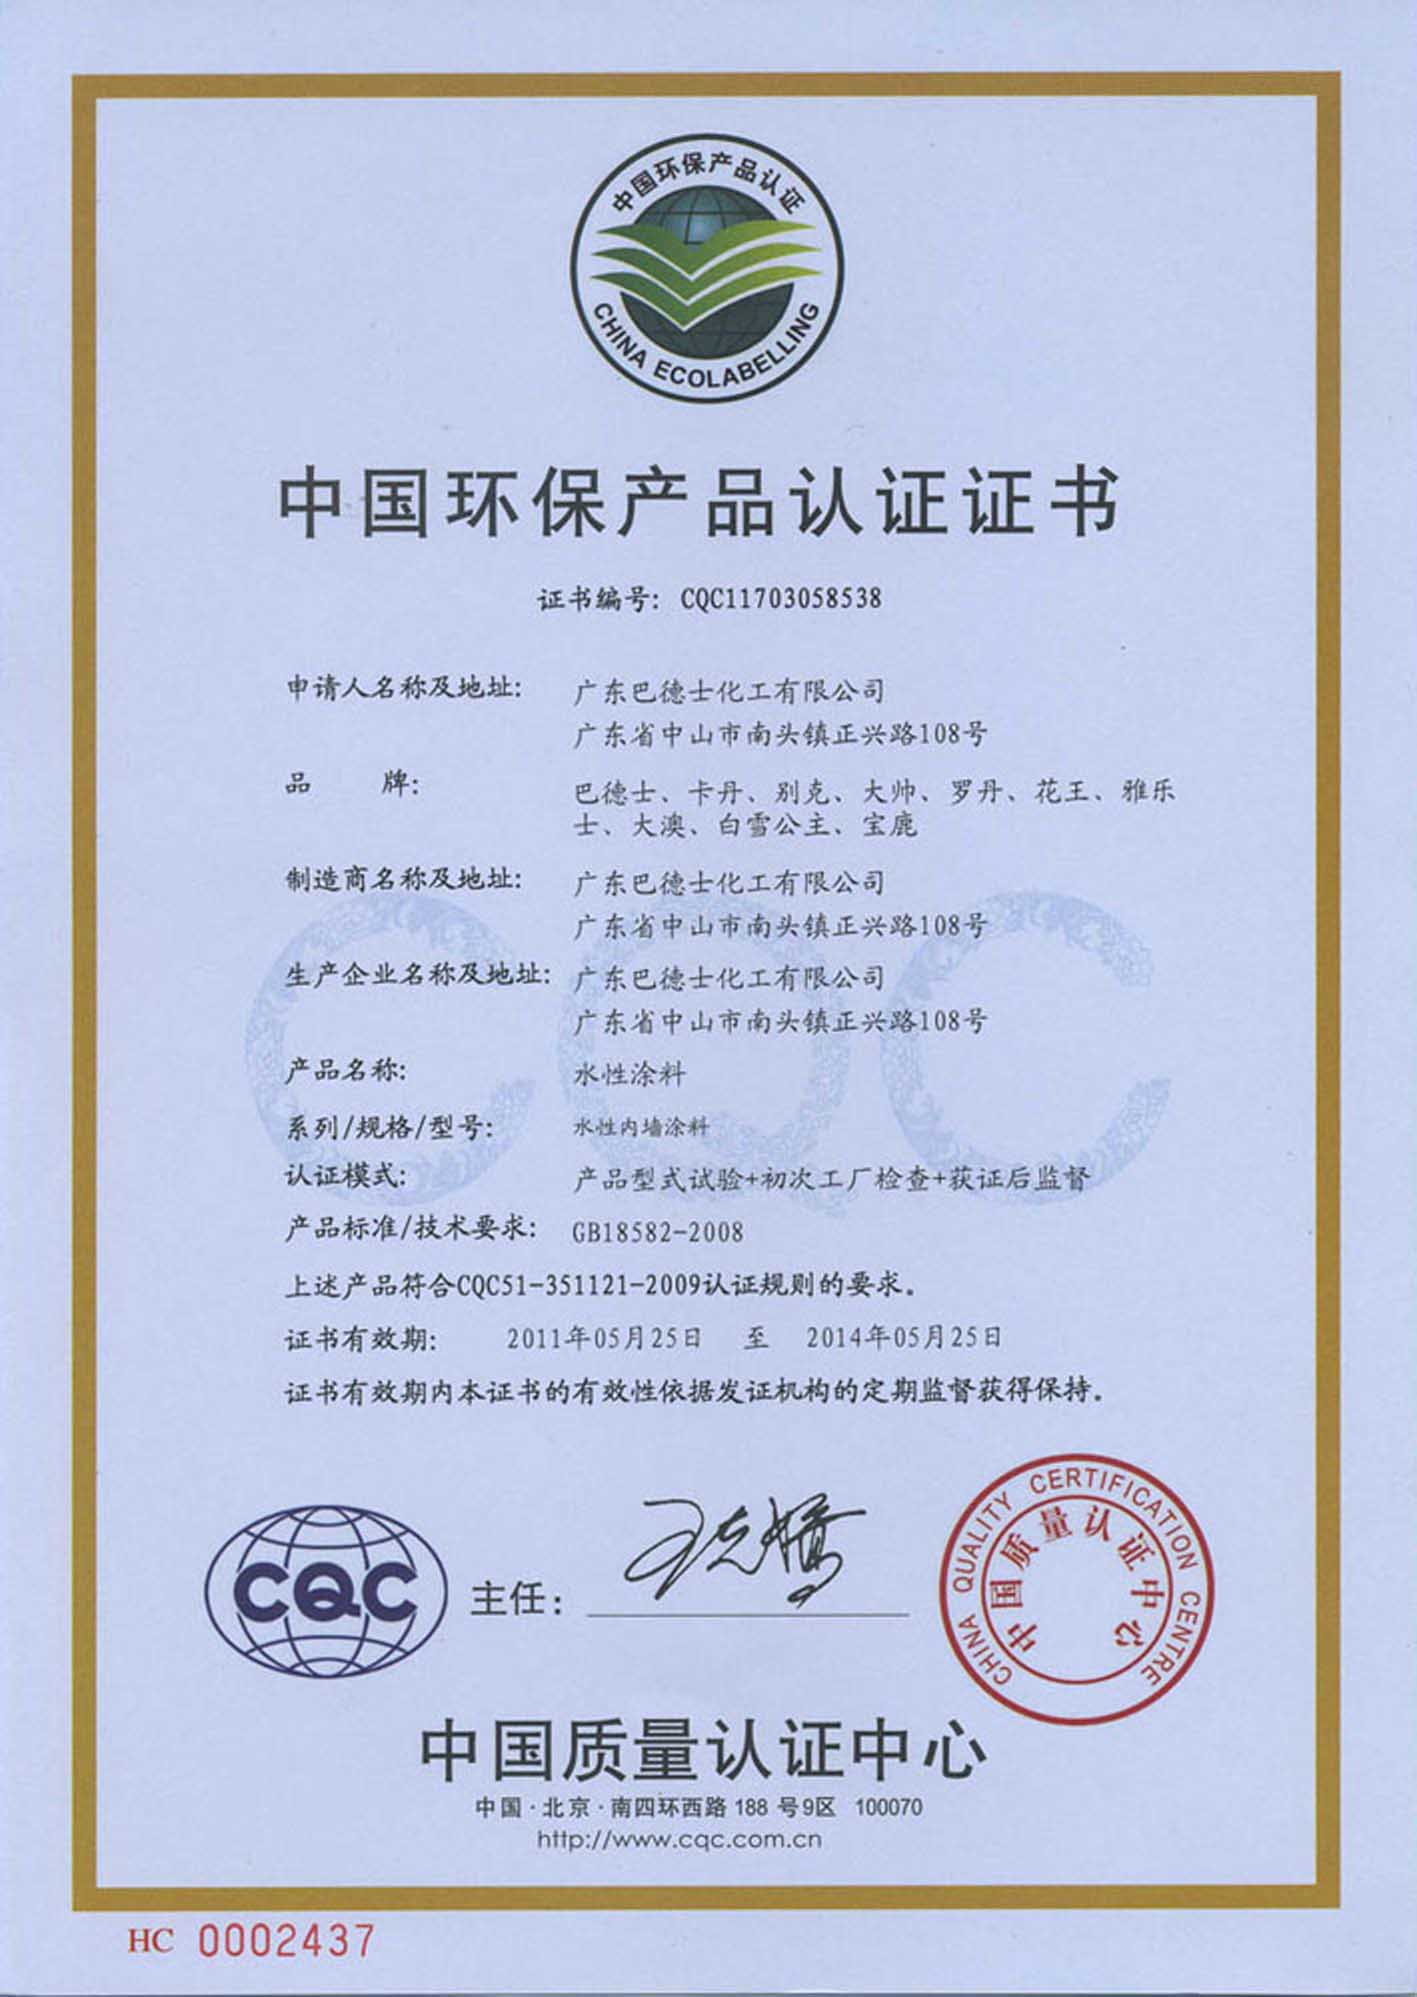 中国环保产品认证
CHINA ECOLABELLING
中国环保产品认证证书
证书编号: CQC11703058538
申请人名称及地址: 广东巴德士化工有限公司
广东省中山市南头镇正兴路108号
品 牌: 巴德士、卡丹、别克、大帅、罗丹、花王、雅乐
士、大澳、白雪公主、宝鹿
制造商名称及地址: 广东巴德士化工有限公司
广东省中山市南头镇正兴路108号
生产企业名称及地址: 广东巴德士化工有限公司
广东省中山市南头镇正兴路108号
产品名称: 水性涂料
系列/规格/型号: 水性内墙涂料
认证模式: 产品型式试验+初次工厂检查+获证后监督
产品标准/技术要求: GB18582-2008
上述产品符合CQC51-351121-2009认证规则的要求。
证书有效期: 2011年05月25日 至 2014年05月25日
证书有效期内本证书的有效性依据发证机构的定期监督获得保持。
CQC
主任:
CHINA QUALITY CERTIFICATION CENTRE
中国质量认证中心
中国质量认证中心
中国·北京·南四环西路 188 号9区 100070
http://www.cqc.com.cn
HC 0002437